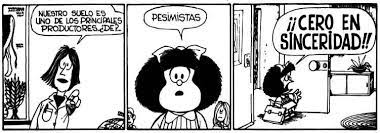 NUESTRO SUELO ES
UNO DE LOS PRINCIPALES
PRODUCTORES ¿DE?..
PESIMISTAS
¡¡CERO EN
SINCERIDAD!!